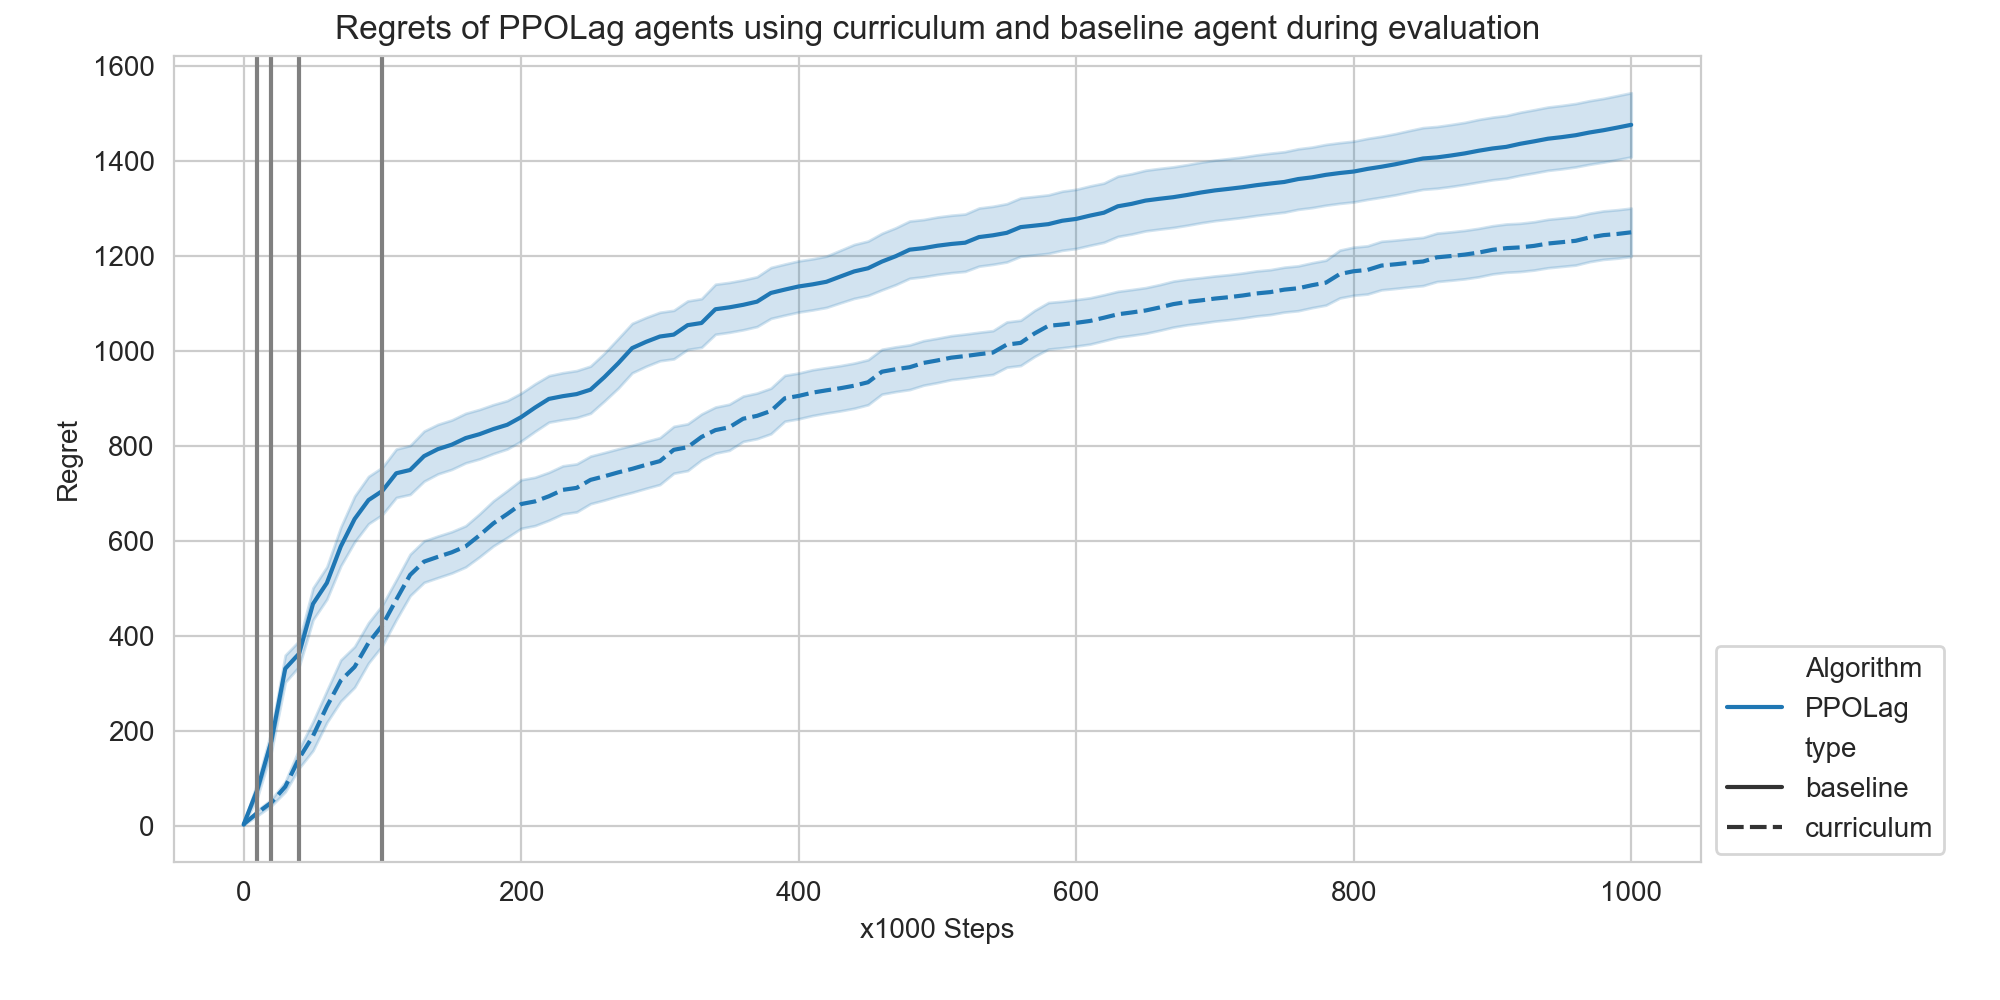 Regrets of PPOLag agents using curriculum and baseline agent during evaluation
1600
1400
1200
1000
800
600
400
200
0
Regret
0 200 400 600 800 1000
x1000 Steps
Algorithm
PPOLag
type
baseline
curriculum